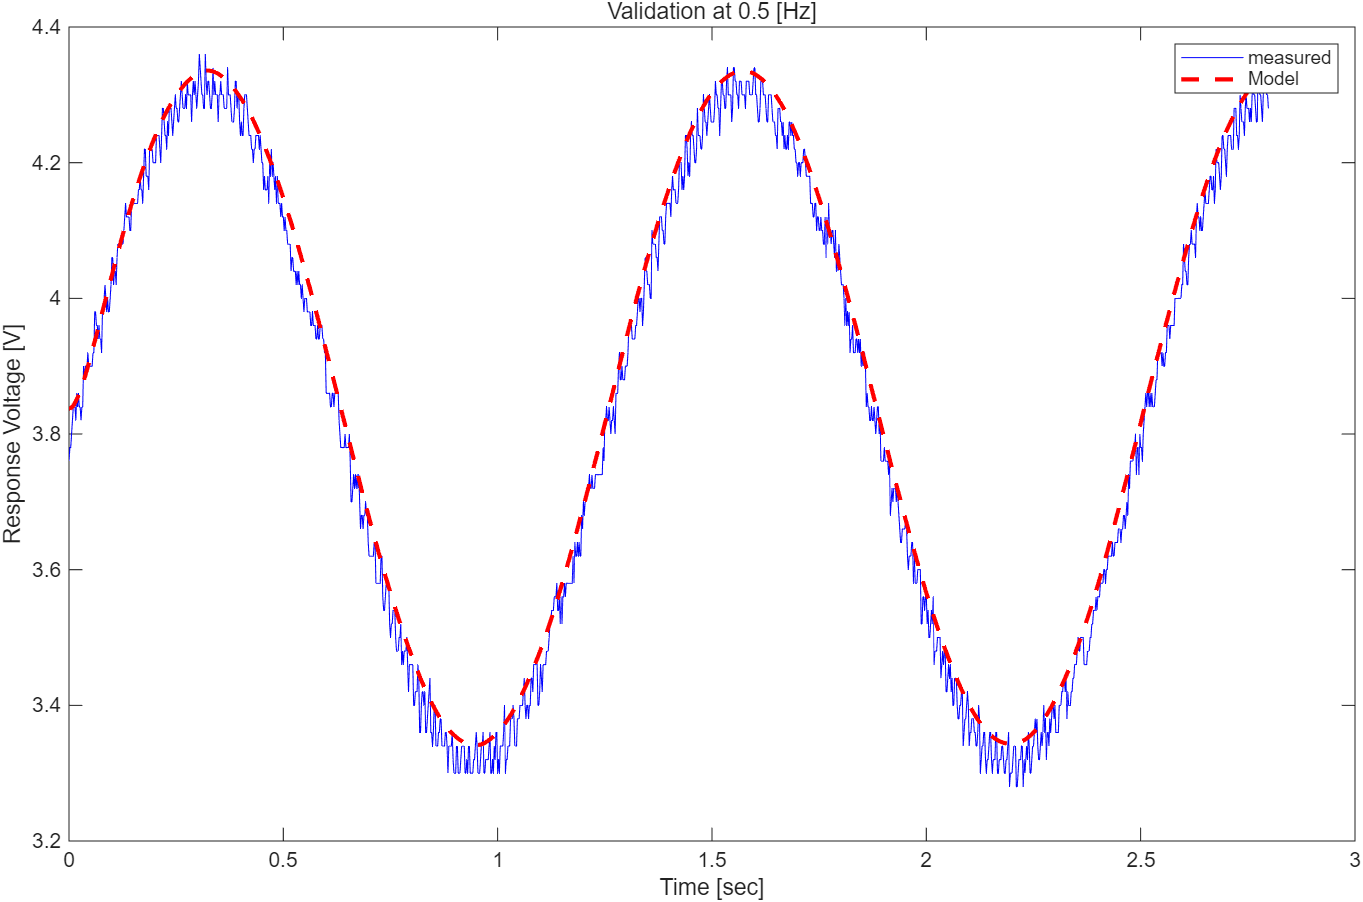 Validation at 0.5 [Hz]
4.4
measured
Model
4.2
4
3.8
3.6
3.4
3.2
Response Voltage [V]
0 0.5 1 1.5 2 2.5 3
Time [sec]